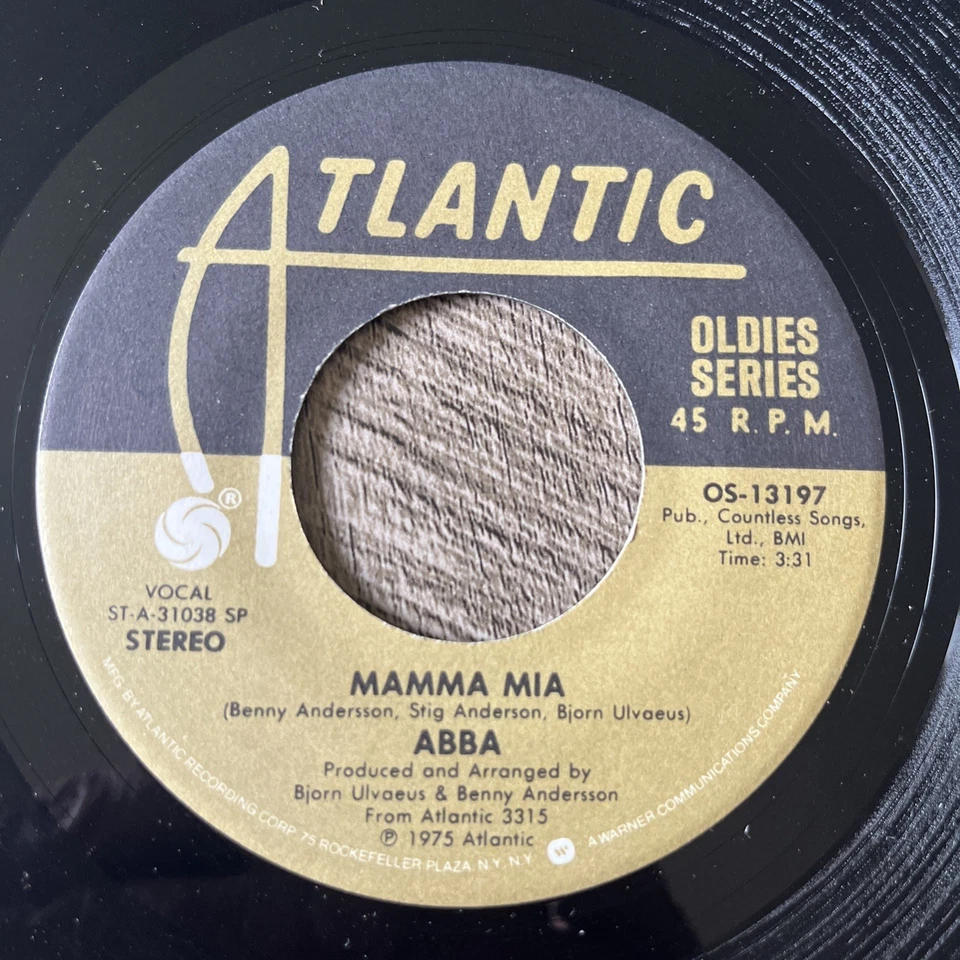 ATLANTIC
OLDIES
SERIES
45 R.P.M.
OS-13197
Pub., Countless Songs,
Ltd., BMI
Time: 3:31
®
VOCAL
ST-A-31038 SP
STEREO
MAMMA MIA
(Benny Andersson, Stig Anderson, Bjorn Ulvaeus)
ABBA
Produced and Arranged by
Bjorn Ulvaeus & Benny Andersson
From Atlantic 3315
℗ 1975 Atlantic
MFG. BY ATLANTIC RECORDING CORP. 75 ROCKEFELLER PLAZA, N.Y., N.Y. A WARNER COMMUNICATIONS COMPANY